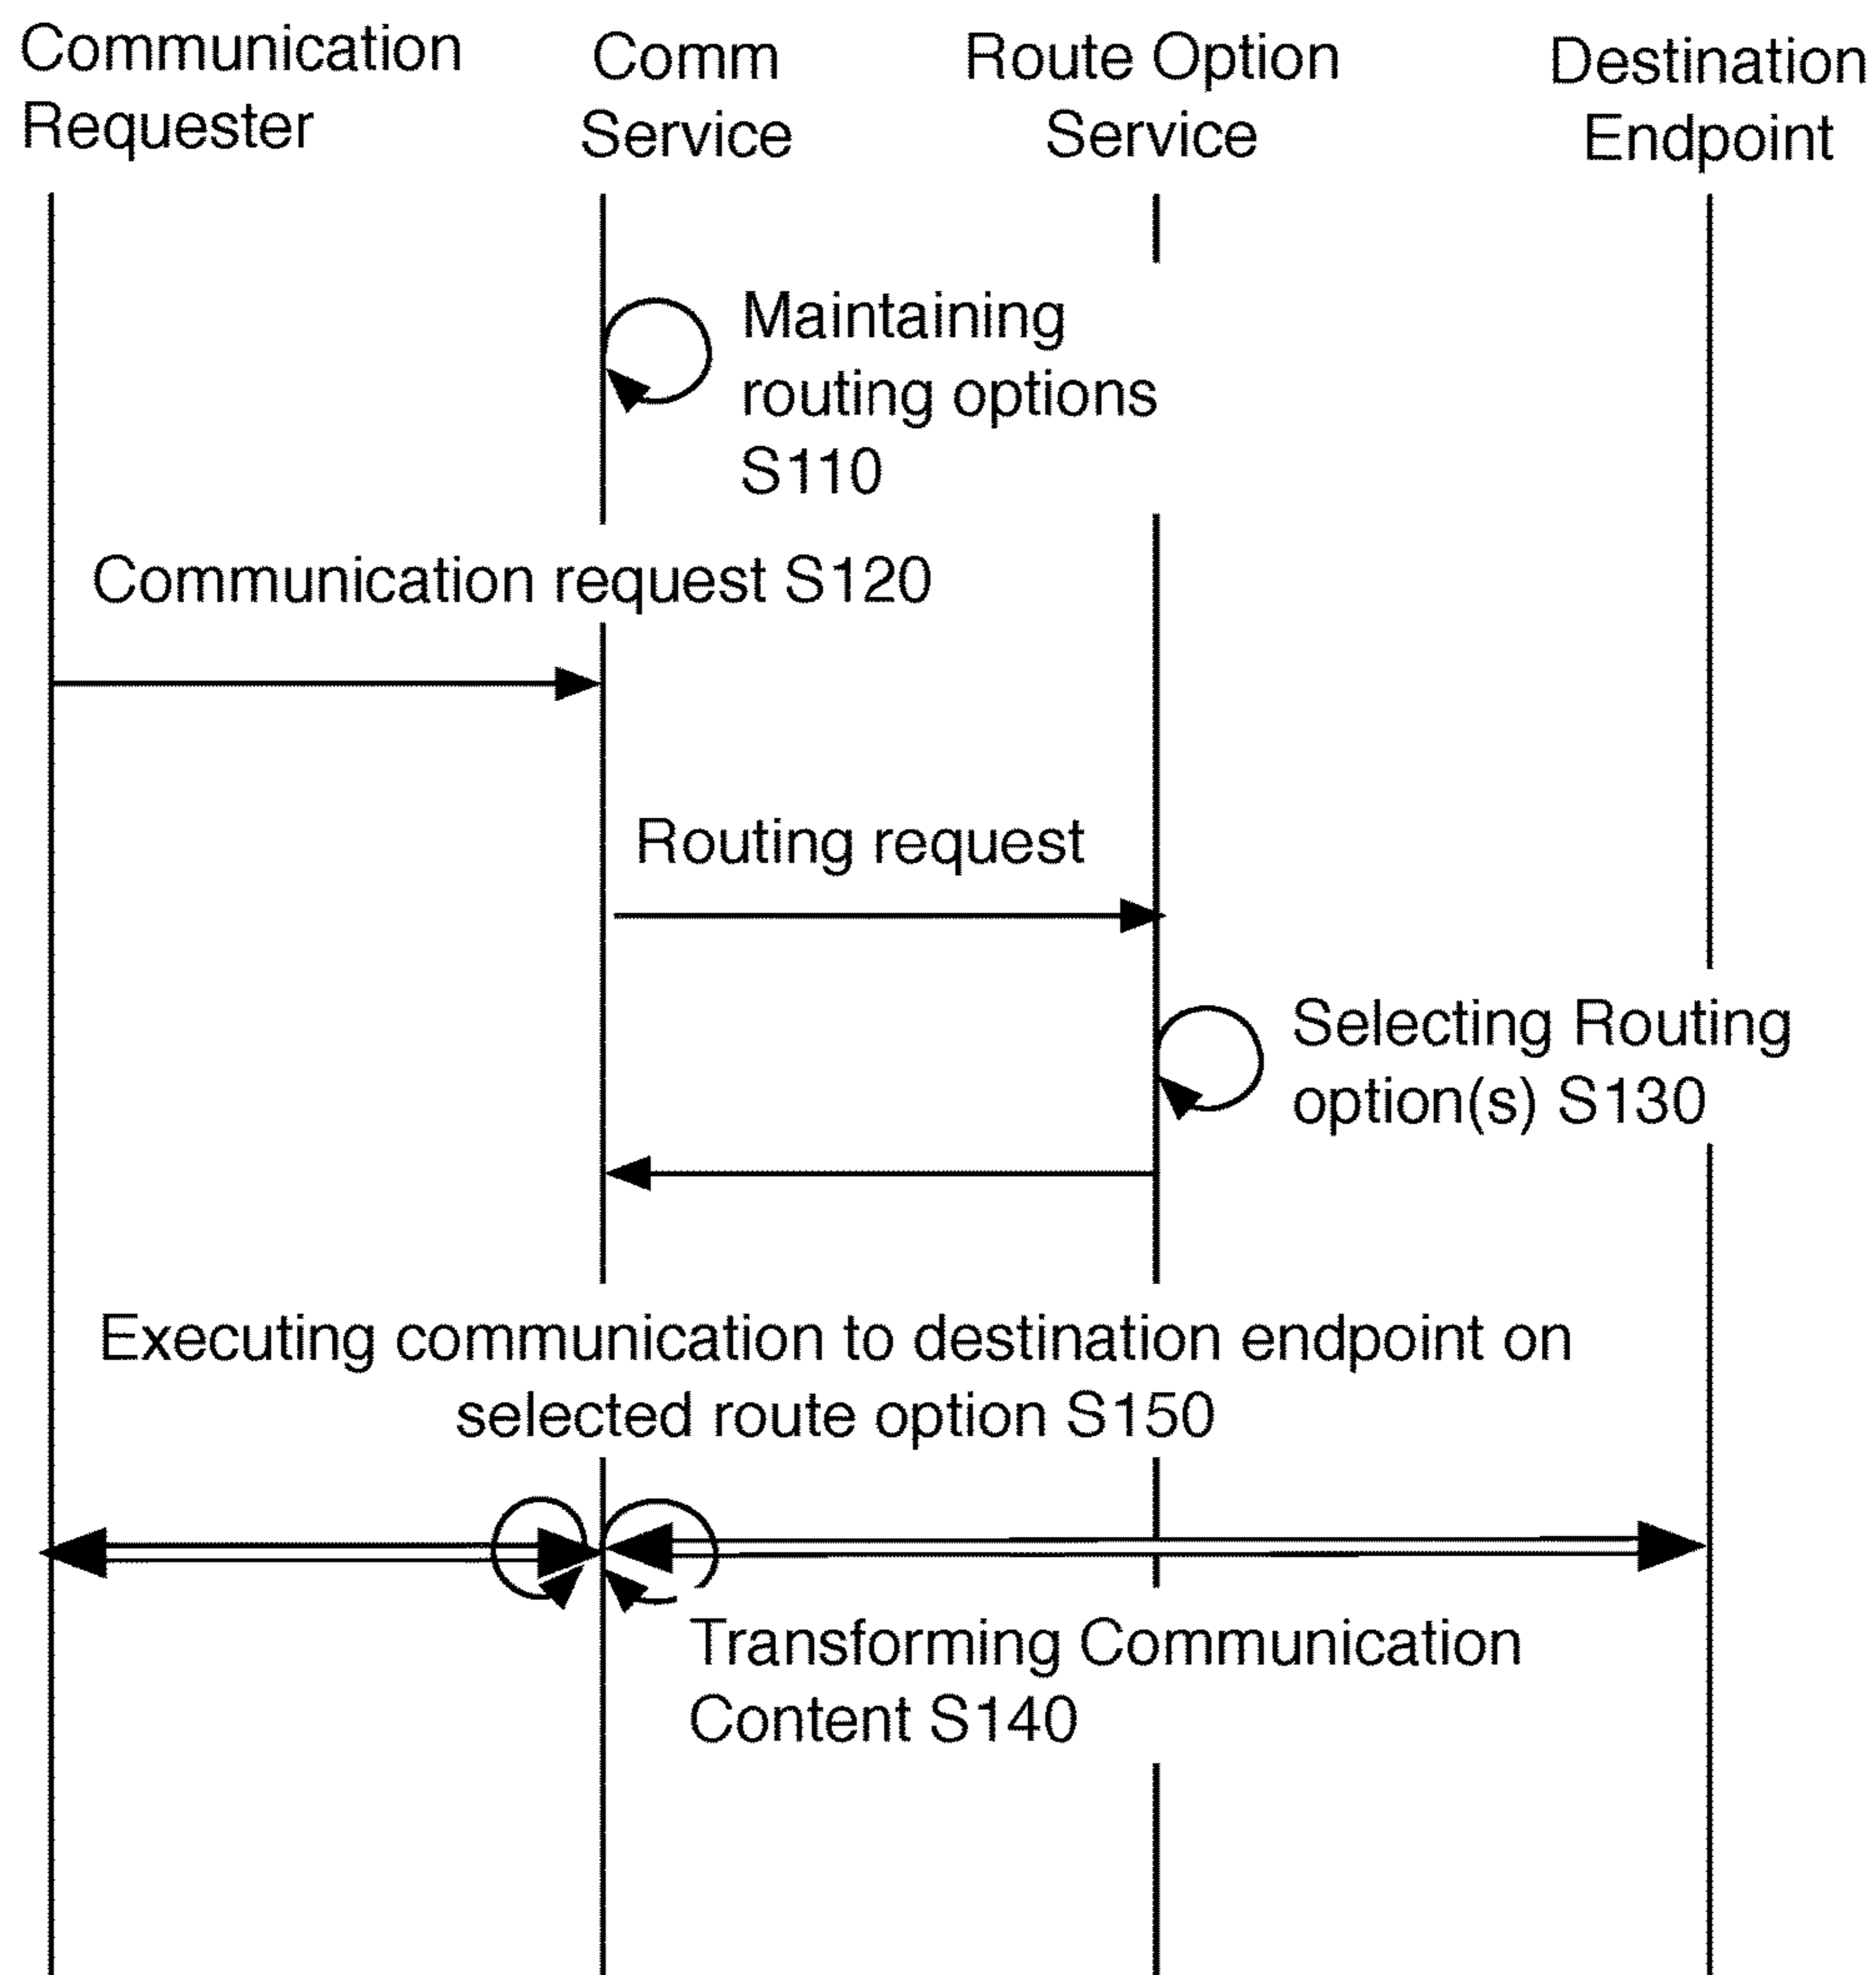 Communication
Requester
Comm
Service
Route Option
Service
Destination
Endpoint
Maintaining
routing options
S110
Communication request S120
Routing request
Selecting Routing
option(s) S130
Executing communication to destination endpoint on
selected route option S150
Transforming Communication
Content S140